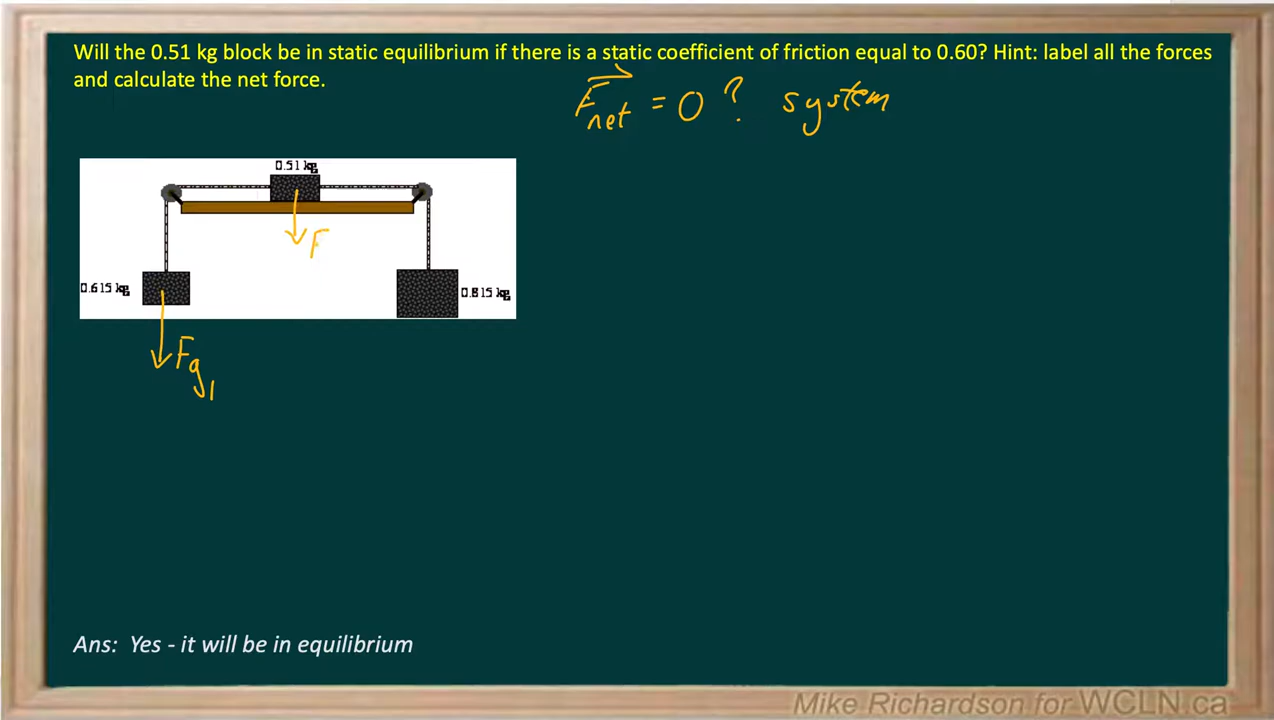 Will the 0.51 kg block be in static equilibrium if there is a static coefficient of friction equal to 0.60? Hint: label all the forces
and calculate the net force.
Fnet = 0 ? system
0.51 kg
F
0.615 kg
0.815 kg
Fg1
Ans: Yes - it will be in equilibrium
Mike Richardson for WCLN.ca